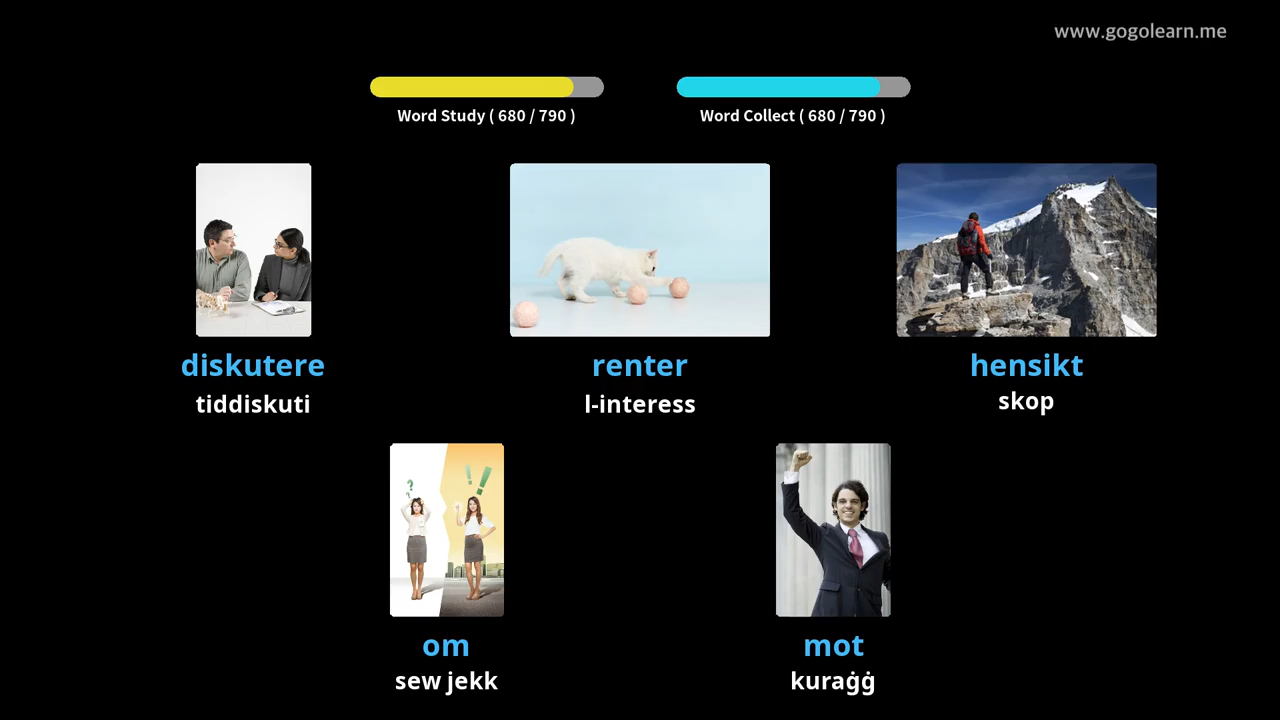 www.gogolearn.me
Word Study ( 680 / 790 )
Word Collect ( 680 / 790 )
diskutere
tiddiskuti
renter
l-interess
hensikt
skop
om
sew jekk
mot
kuraġġ